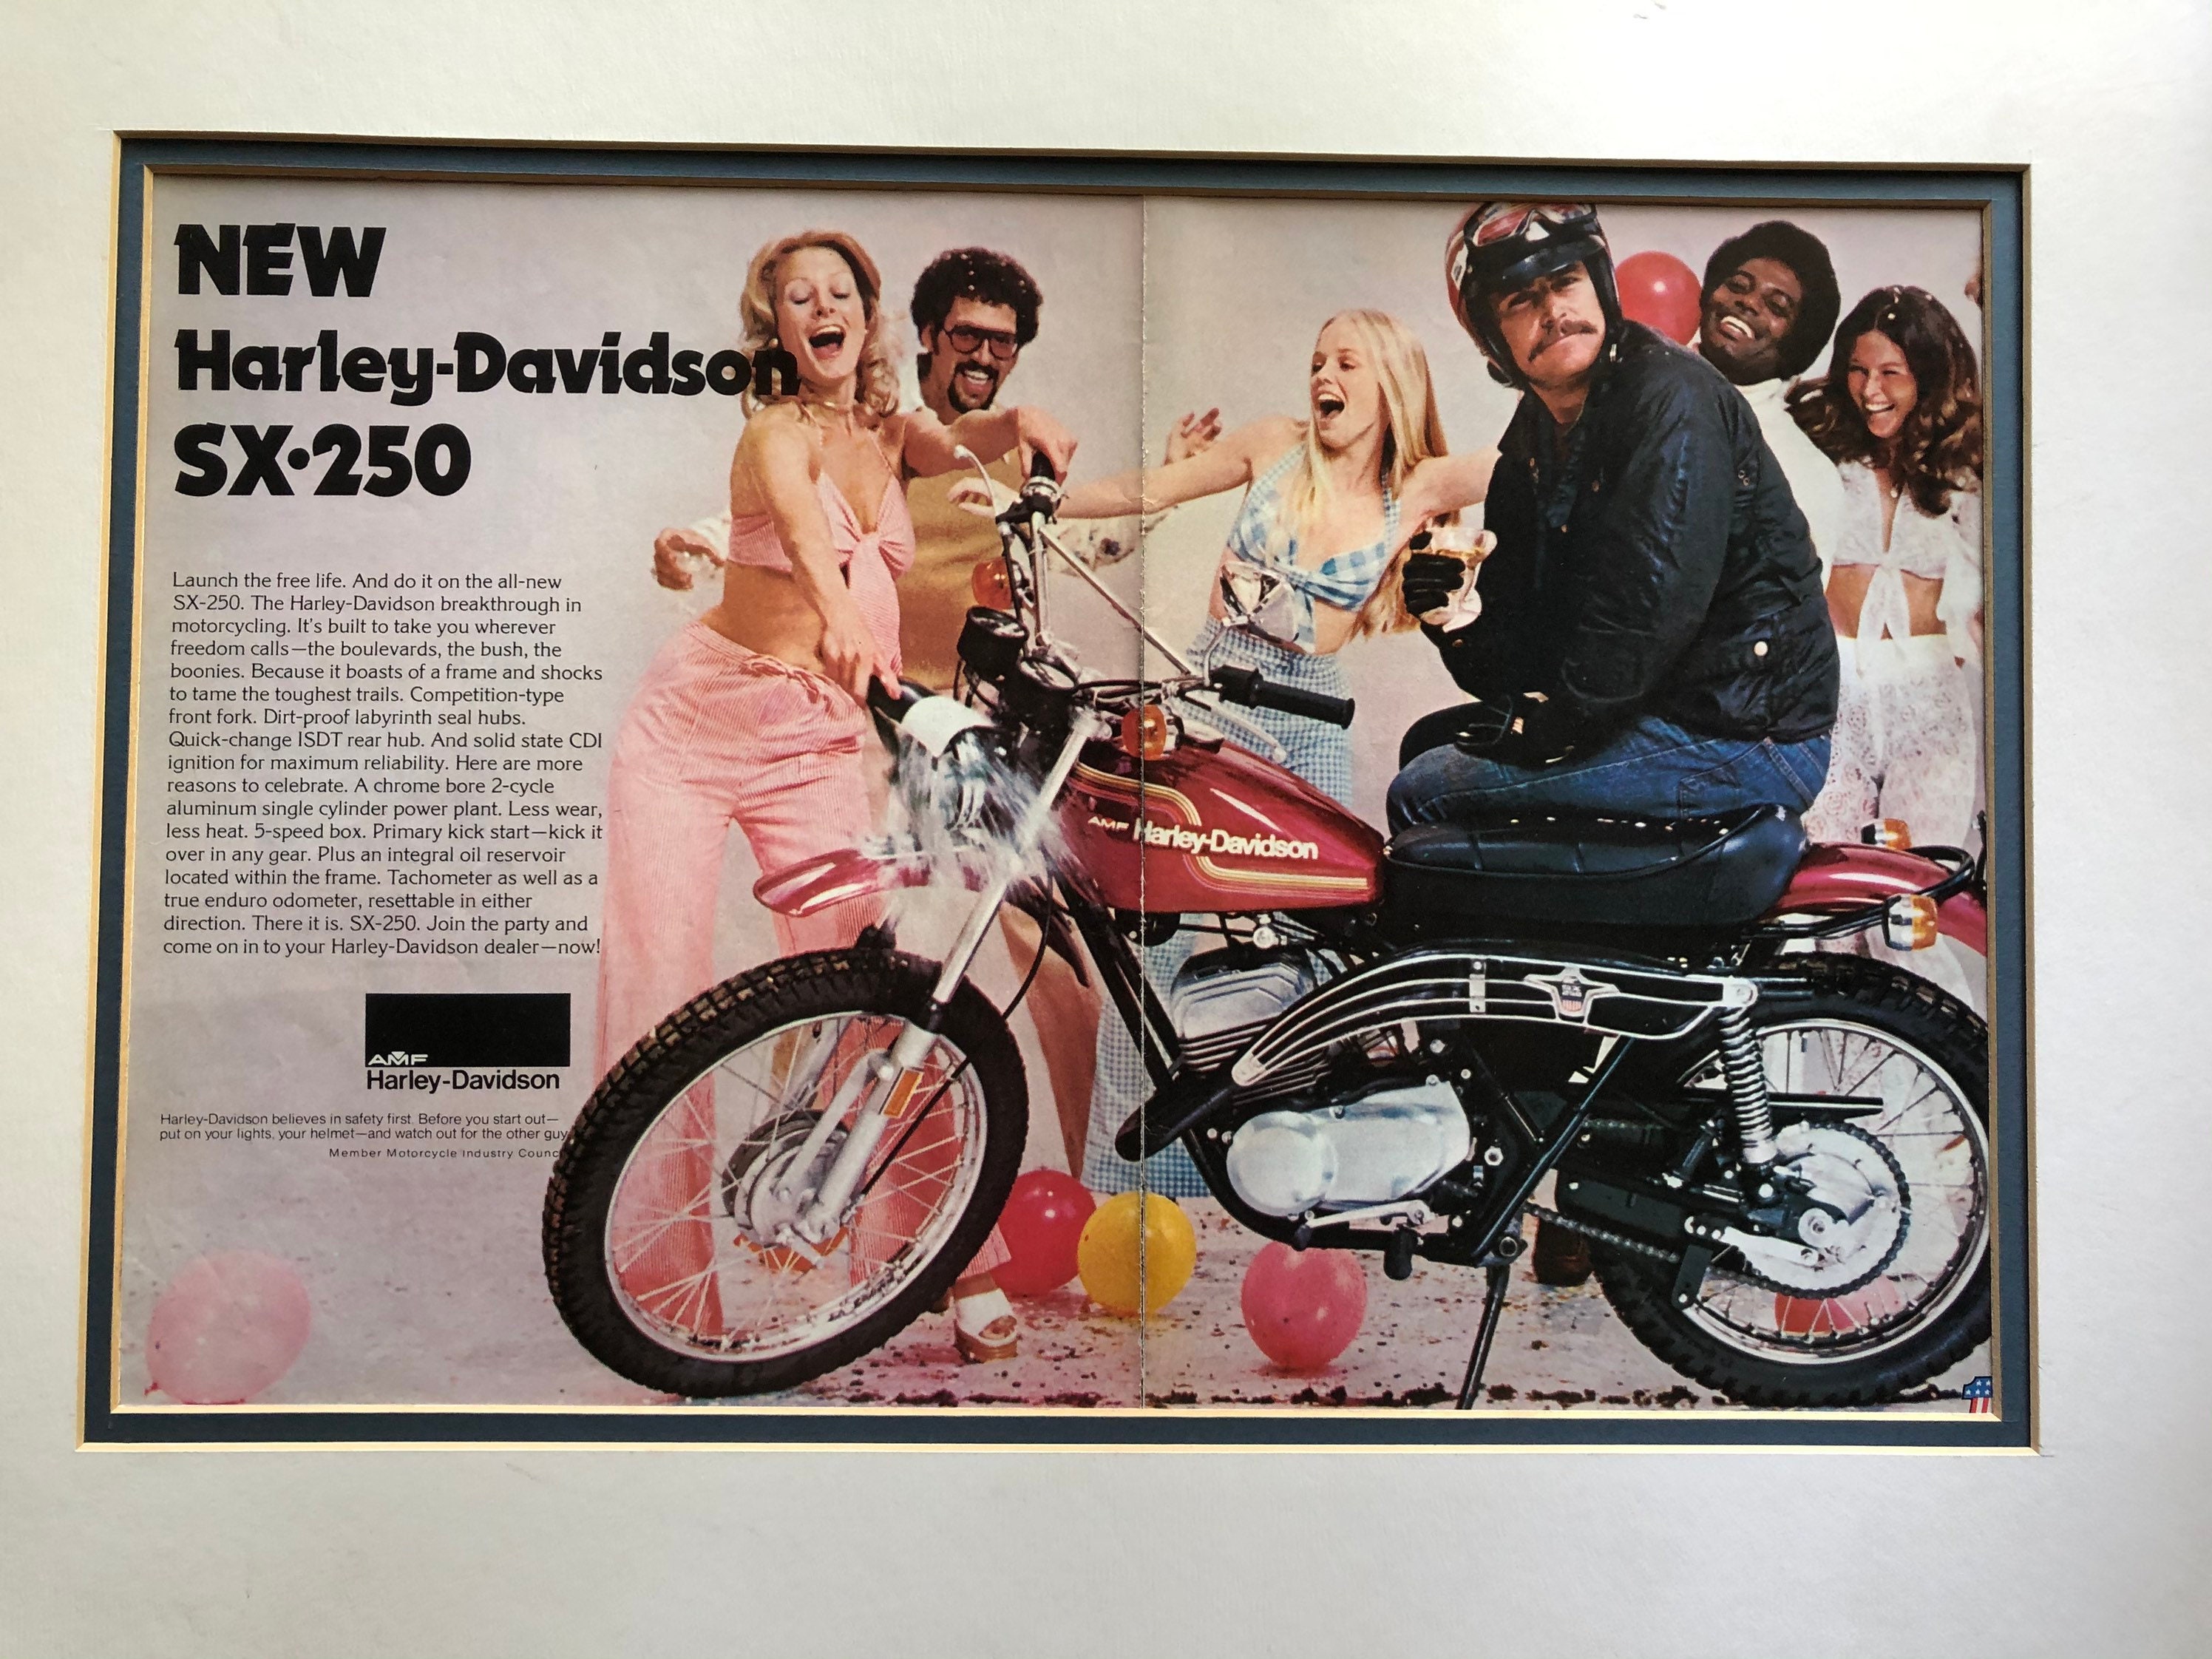 NEW
Harley-Davidson
SX•250
Launch the free life. And do it on the all-new
SX-250. The Harley-Davidson breakthrough in
motorcycling. It's built to take you wherever
freedom calls—the boulevards, the bush, the
boonies. Because it boasts of a frame and shocks
to tame the toughest trails. Competition-type
front fork. Dirt-proof labyrinth seal hubs.
Quick-change ISDT rear hub. And solid state CDI
ignition for maximum reliability. Here are more
reasons to celebrate. A chrome bore 2-cycle
aluminum single cylinder power plant. Less wear,
less heat. 5-speed box. Primary kick start—kick it
over in any gear. Plus an integral oil reservoir
located within the frame. Tachometer as well as a
true enduro odometer, resettable in either
direction. There it is. SX-250. Join the party and
come on in to your Harley-Davidson dealer—now!
AMF
Harley-Davidson
Harley-Davidson believes in safety first. Before you start out—
put on your lights, your helmet—and watch out for the other guy
Member Motorcycle Industry Counc
AMF Harley-Davidson